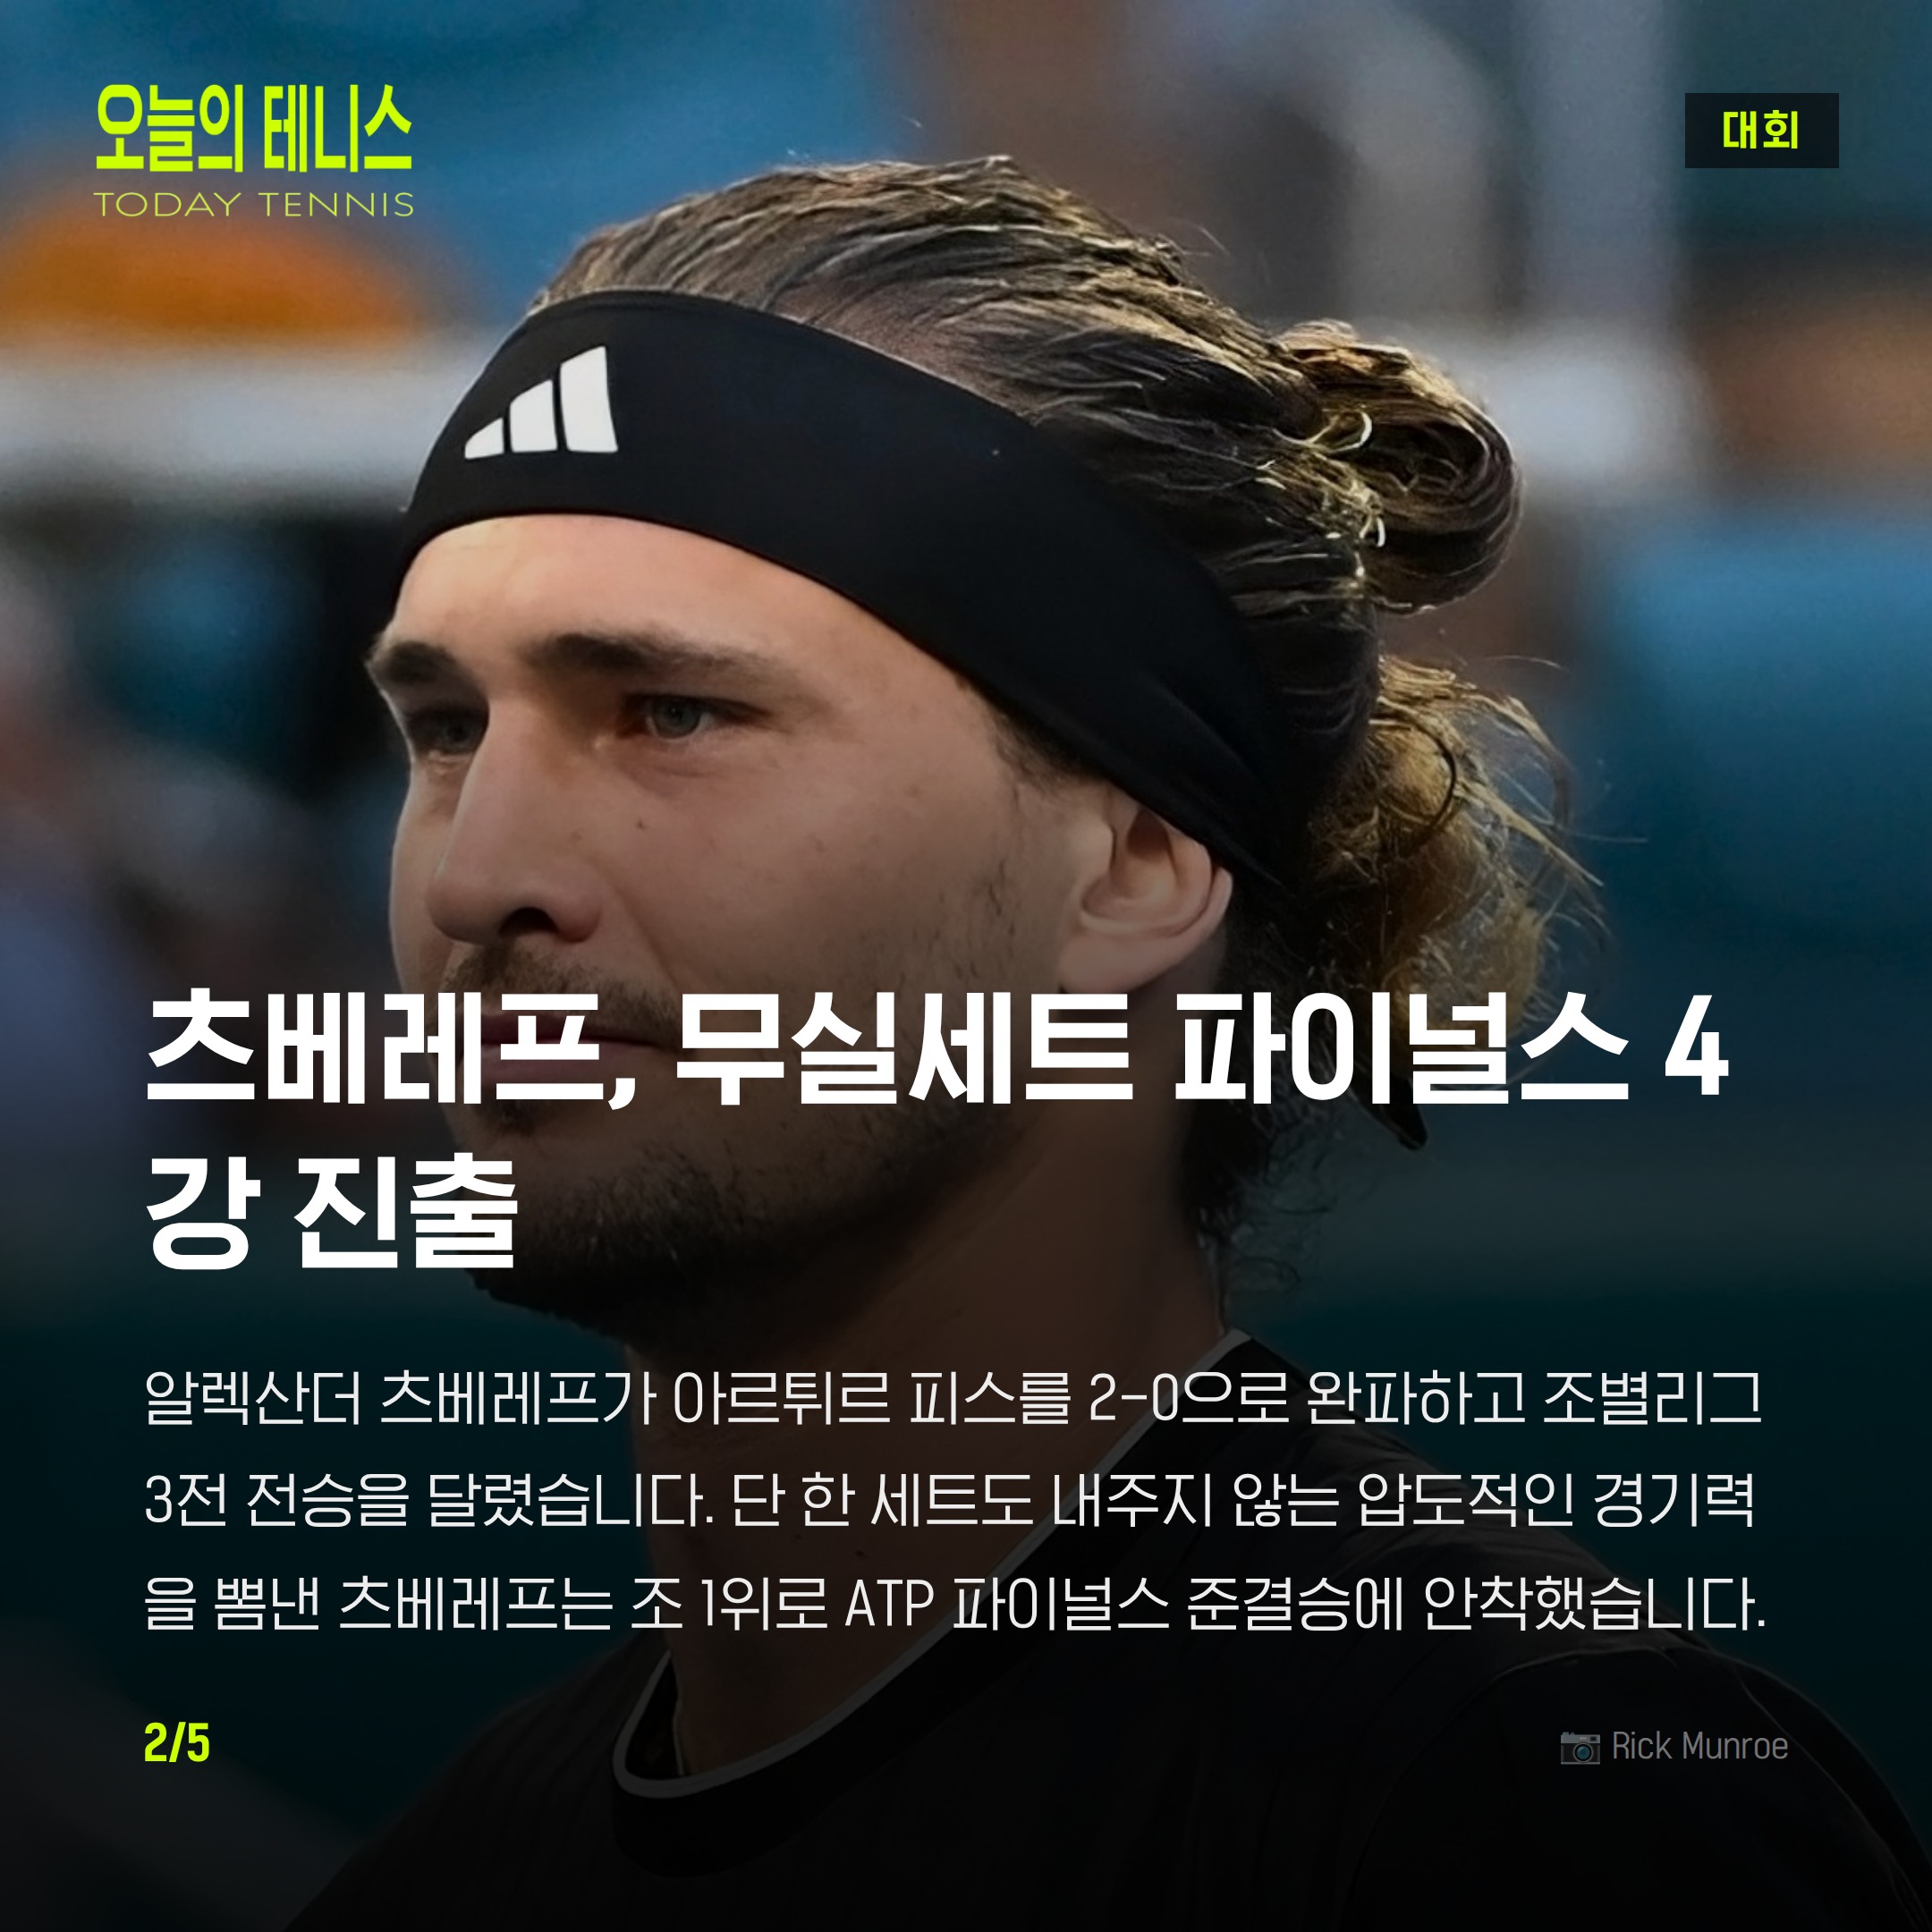 오늘의 테니스
TODAY TENNIS
대회
츠베레프, 무실세트 파이널스 4
강 진출
알렉산더 츠베레프가 아르튀르 피스를 2-0으로 완파하고 조별리그
3전 전승을 달렸습니다. 단 한 세트도 내주지 않는 압도적인 경기력
을 뽐낸 츠베레프는 조 1위로 ATP 파이널스 준결승에 안착했습니다.
2/5
📷 Rick Munroe